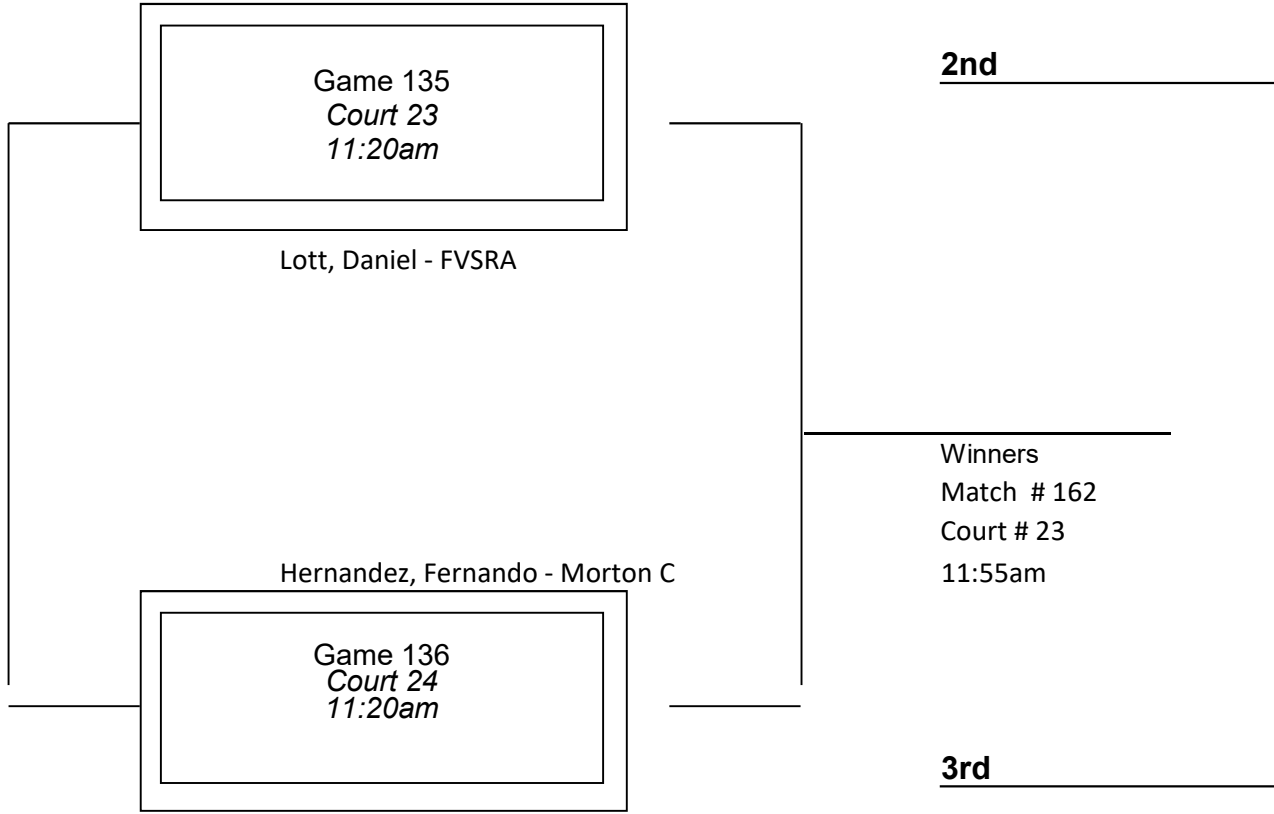 Game 135
Court 23
11:20am
Lott, Daniel - FVSRA
2nd
Winners
Match # 162
Court # 23
11:55am
Hernandez, Fernando - Morton C
Game 136
Court 24
11:20am
3rd